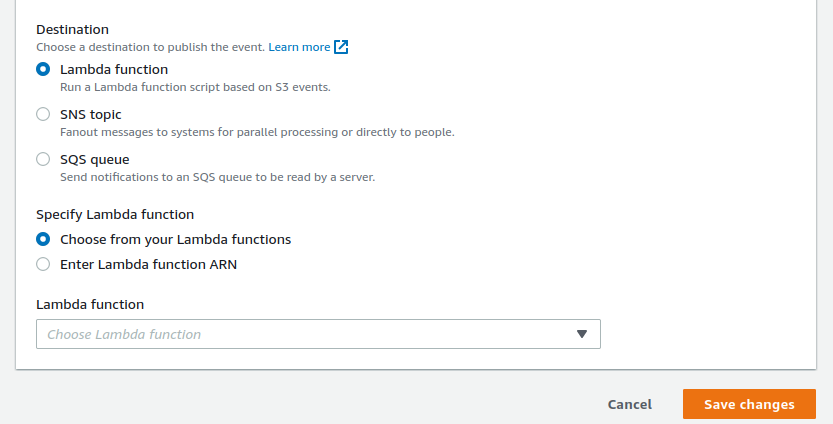 Destination
Choose a destination to publish the event. Learn more
Lambda function
Run a Lambda function script based on S3 events.
SNS topic
Fanout messages to systems for parallel processing or directly to people.
SQS queue
Send notifications to an SQS queue to be read by a server.
Specify Lambda function
Choose from your Lambda functions
Enter Lambda function ARN
Lambda function
Choose Lambda function
Cancel Save changes